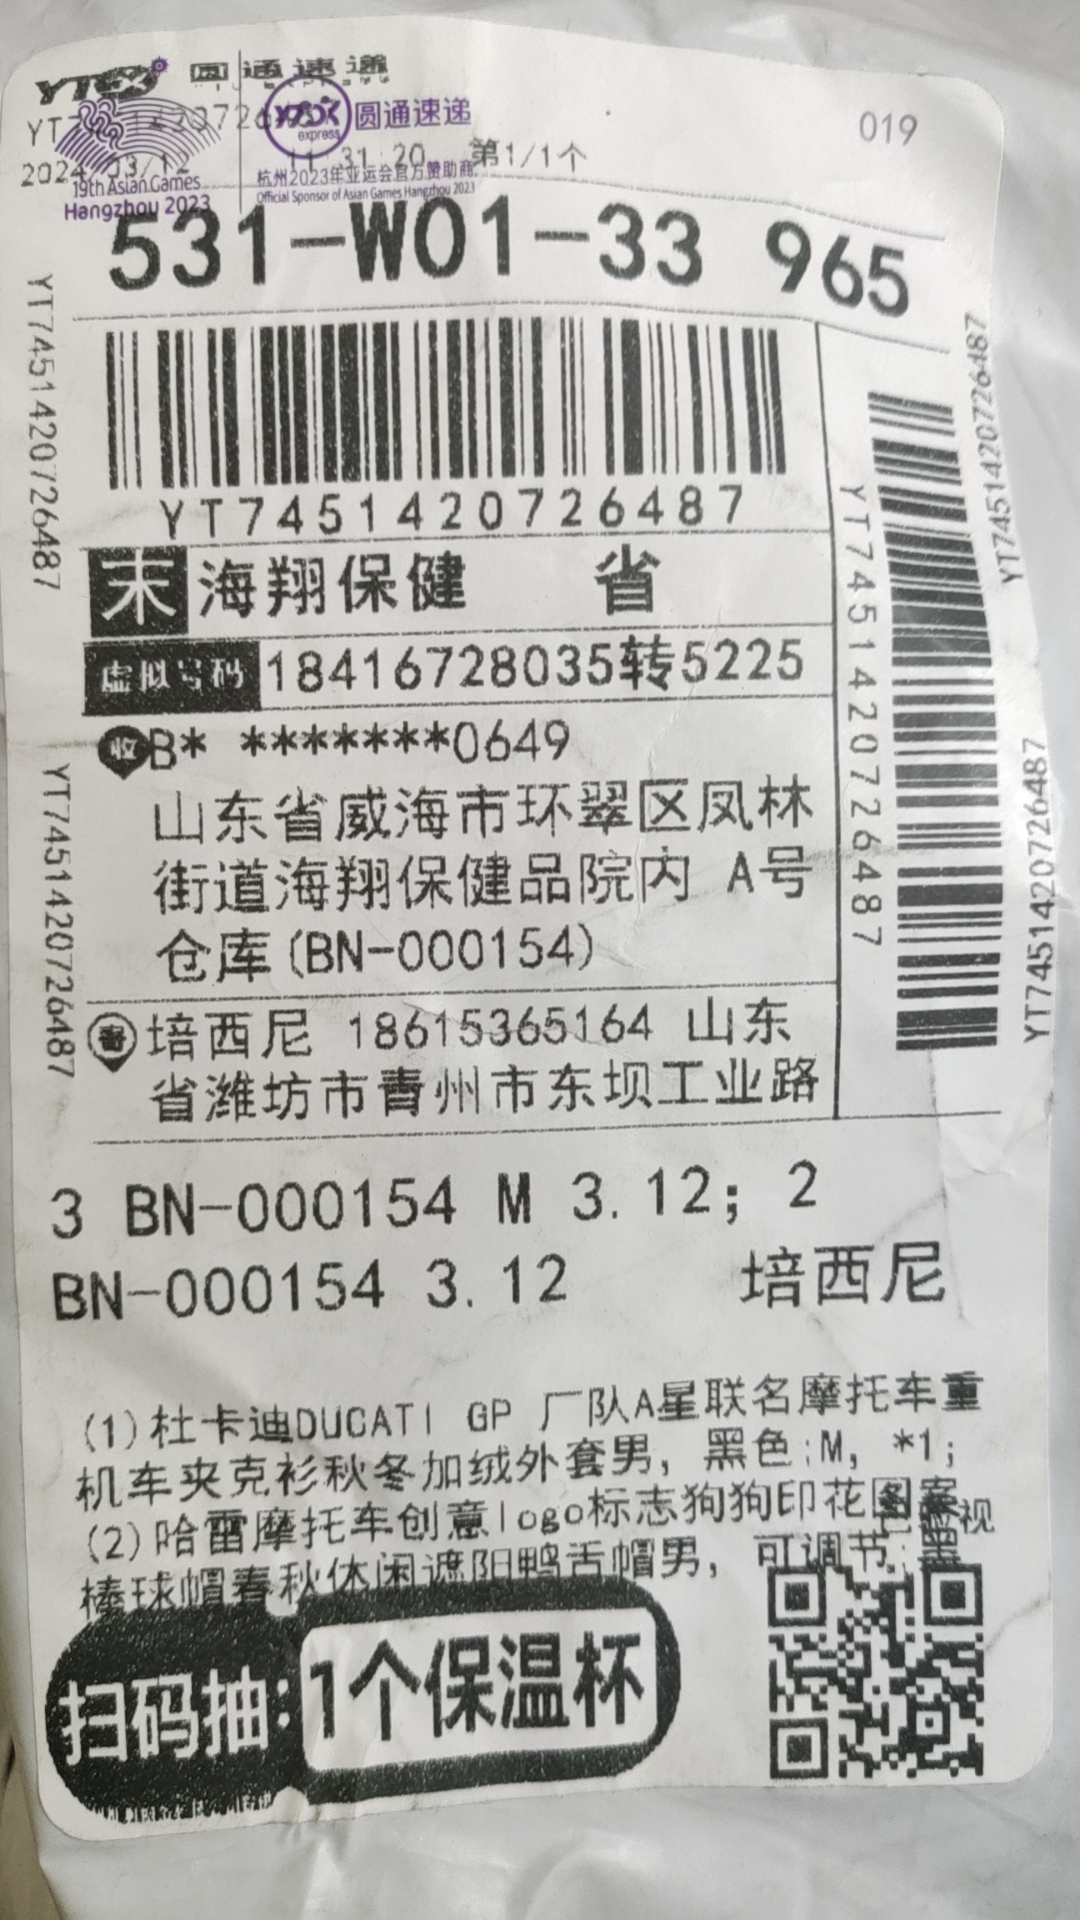 圆通速递
圆通速递
express
019
2024/03/12 11:31:20 第1/1个
19th Asian Games
Hangzhou 2023
杭州2023年亚运会官方赞助商
Official Sponsor of Asian Games Hangzhou 2023
531-W01-33 965
YT7451420726487
YT7451420726487
YT7451420726487
YT7451420726487
YT7451420726487
YT7451420726487
末 海翔保健 省
虚拟号码 18416728035转5225
收 B* *******0649
山东省威海市环翠区凤林
街道海翔保健品院内 A号
仓库(BN-000154)
寄 培西尼 18615365164 山东
省潍坊市青州市东坝工业路
3 BN-000154 M 3.12; 2
BN-000154 3.12 培西尼
(1)杜卡迪DUCATI GP 厂队A星联名摩托车重
机车夹克衫秋冬加绒外套男, 黑色;M, *1;
(2)哈雷摩托车创意logo标志狗狗印花图案
棒球帽春秋休闲遮阳鸭舌帽男, 可调节;黑
扫码抽: 1个保温杯